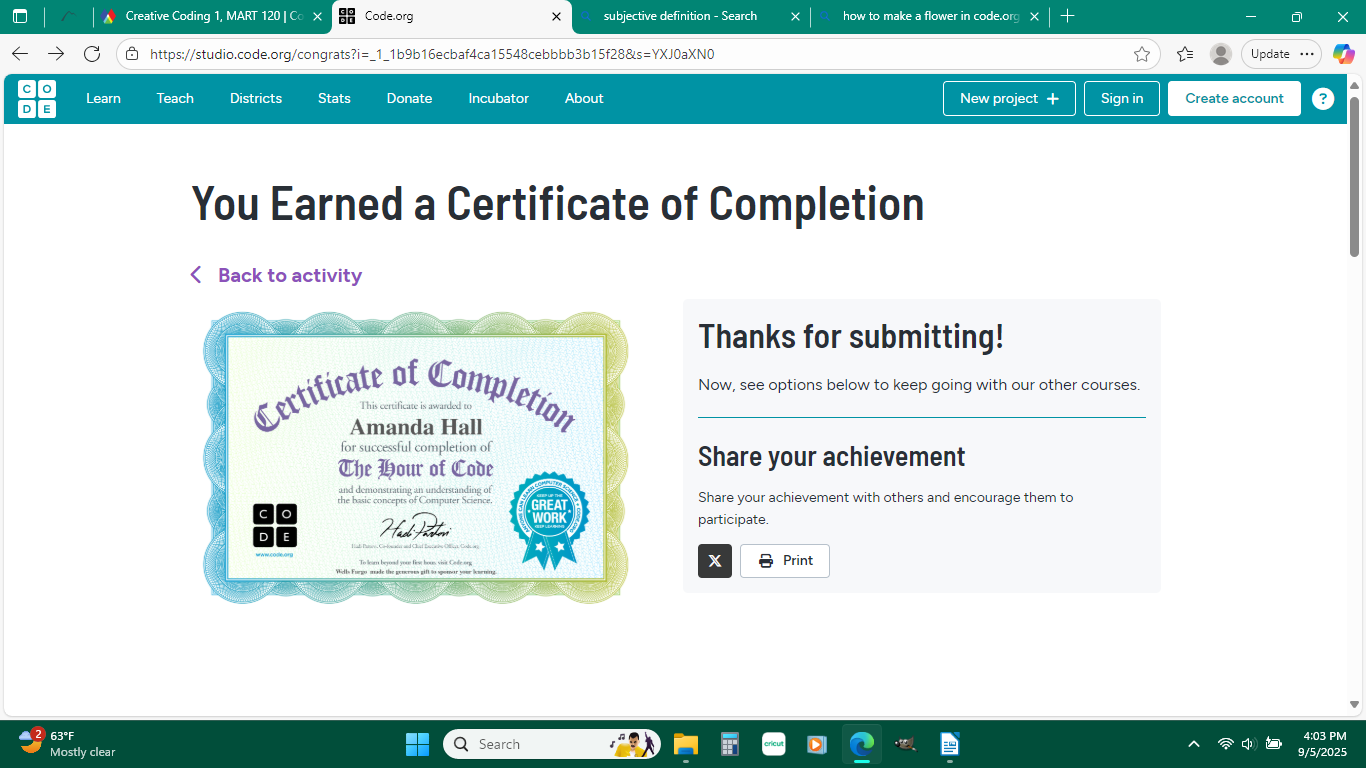 Creative Coding 1, MART 120 | Co
Code.org
subjective definition - Search
how to make a flower in code.org
https://studio.code.org/congrats?i=_1_1b9b16ecbaf4ca15548cebbbb3b15f28&s=YXJ0aXN0
Update
CODE
Learn
Teach
Districts
Stats
Donate
Incubator
About
New project +
Sign in
Create account
?
You Earned a Certificate of Completion
Back to activity
Certificate of Completion
This certificate is awarded to
Amanda Hall
for successful completion of
The Hour of Code
and demonstrating an understanding of
the basic concepts of Computer Science.
Hadi Partovi, Co-founder and Chief Executive Officer, Code.org
To learn beyond your first hour, visit Code.org
Wells Fargo made the generous gift to sponsor your learning.
CODE
www.code.org
ANYBODY CAN LEARN COMPUTER SCIENCE
KEEP UP THE
GREAT
WORK
KEEP LEARNING
Thanks for submitting!
Now, see options below to keep going with our other courses.
Share your achievement
Share your achievement with others and encourage them to
participate.
X
Print
2
63°F
Mostly clear
Search
cricut
4:03 PM
9/5/2025